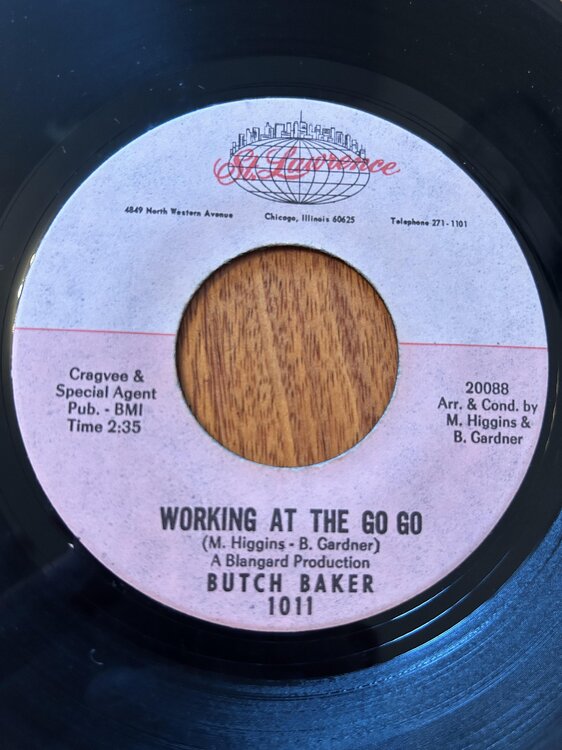 St. Lawrence
4849 North Western Avenue
Chicago, Illinois 60625
Telephone 271-1101
Cragvee &
Special Agent
Pub. - BMI
Time 2:35
20088
Arr. & Cond. by
M. Higgins &
B. Gardner
WORKING AT THE GO GO
(M. Higgins - B. Gardner)
A Blangard Production
BUTCH BAKER
1011